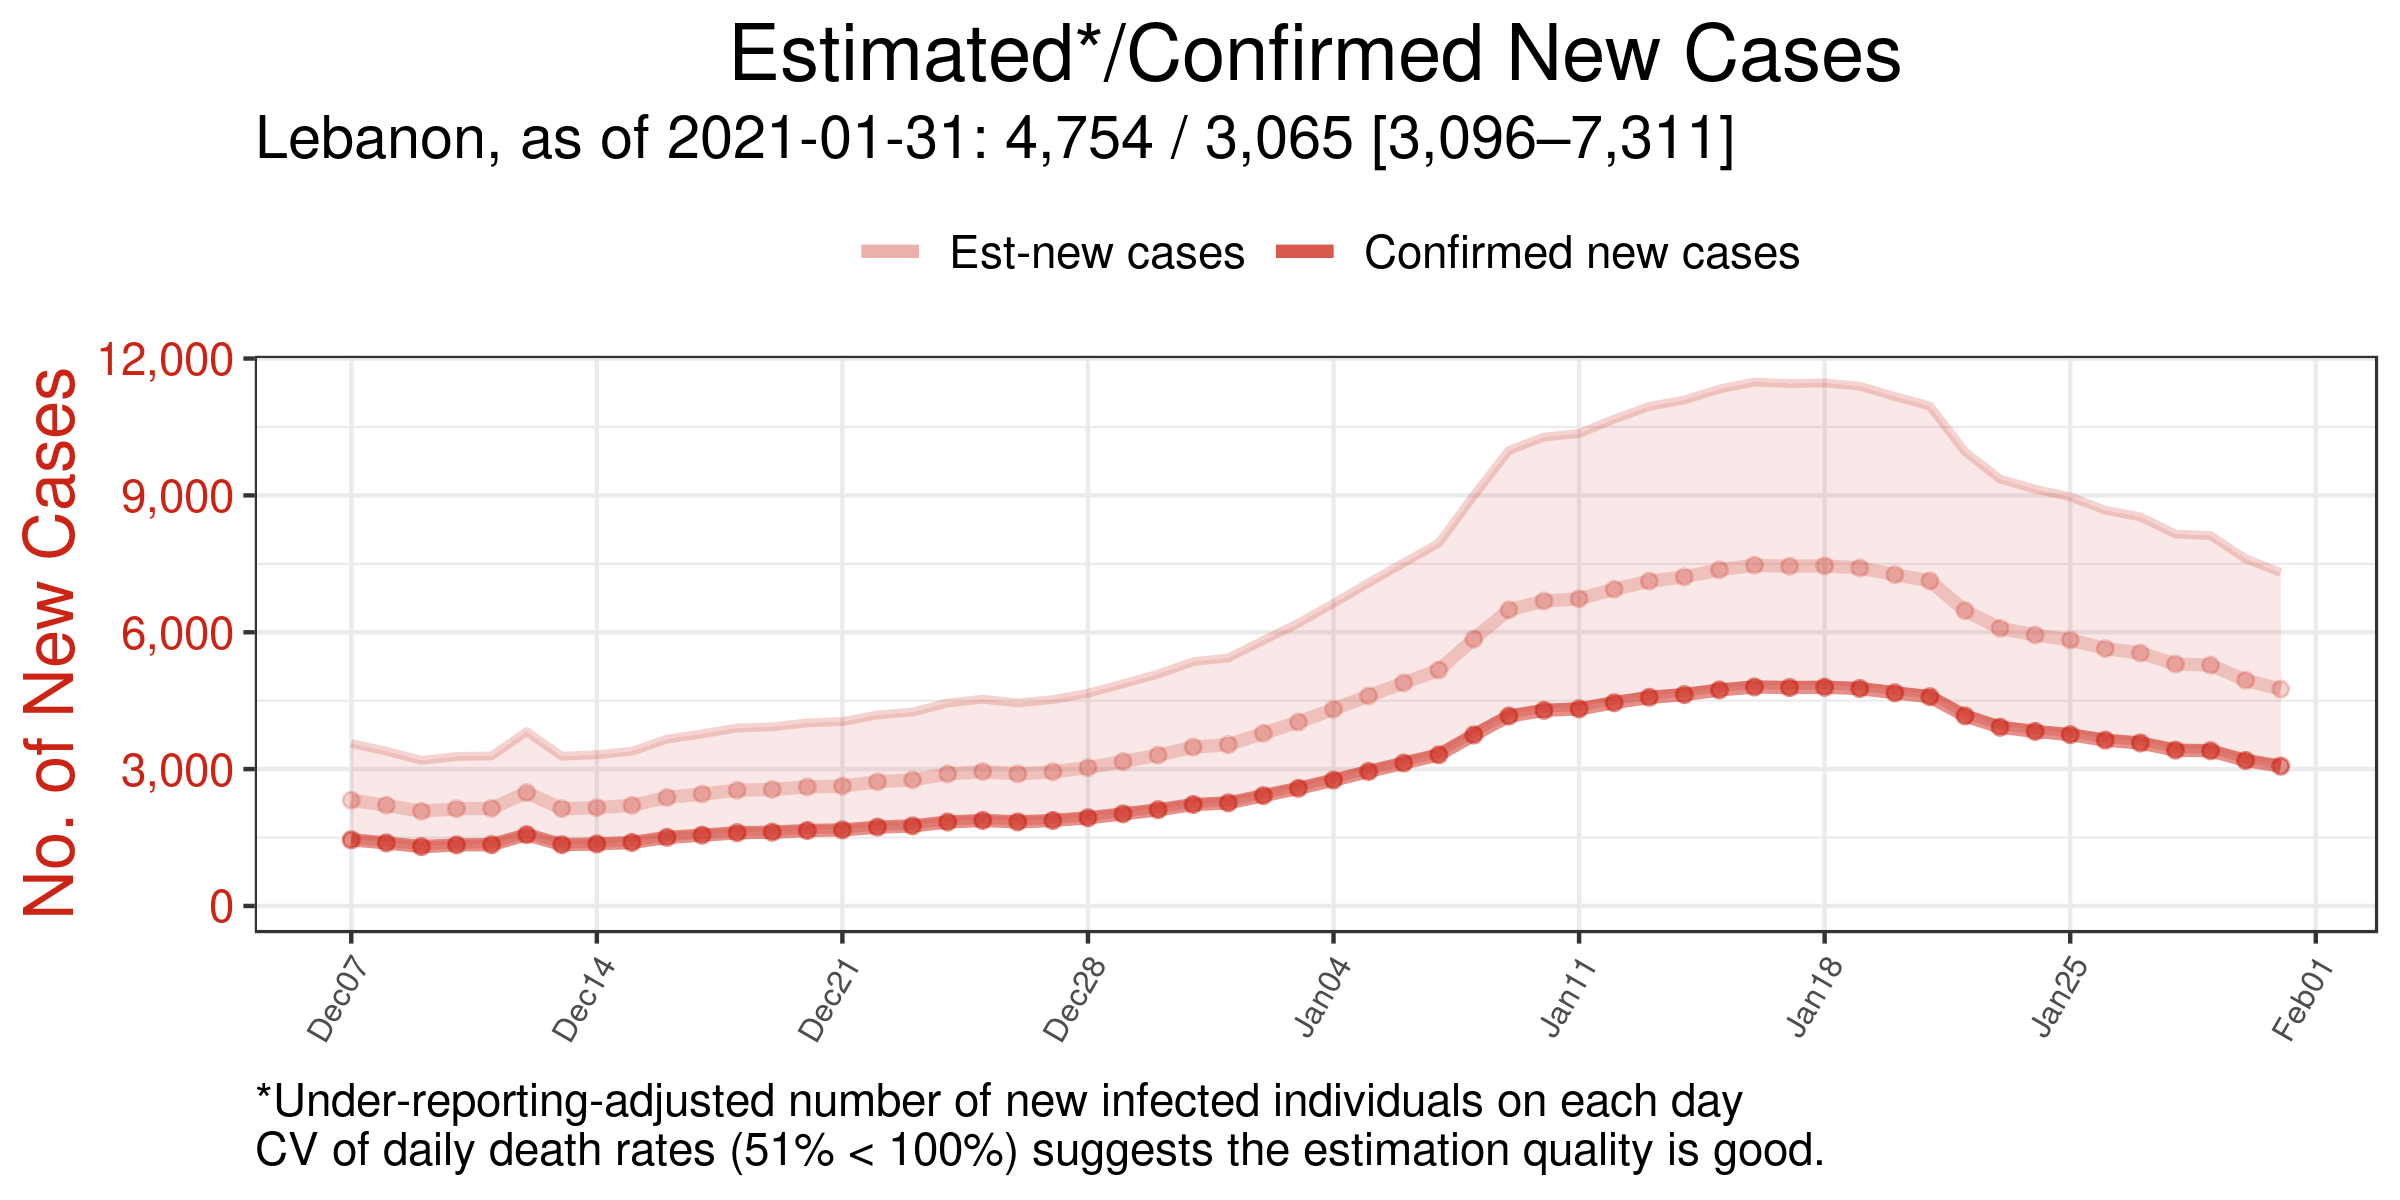 Estimated*/Confirmed New Cases
Lebanon, as of 2021-01-31: 4,754 / 3,065 [3,096–7,311]
Est-new cases
Confirmed new cases
No. of New Cases
12,000
9,000
6,000
3,000
0
Dec07
Dec14
Dec21
Dec28
Jan04
Jan11
Jan18
Jan25
Feb01
*Under-reporting-adjusted number of new infected individuals on each day
CV of daily death rates (51% < 100%) suggests the estimation quality is good.